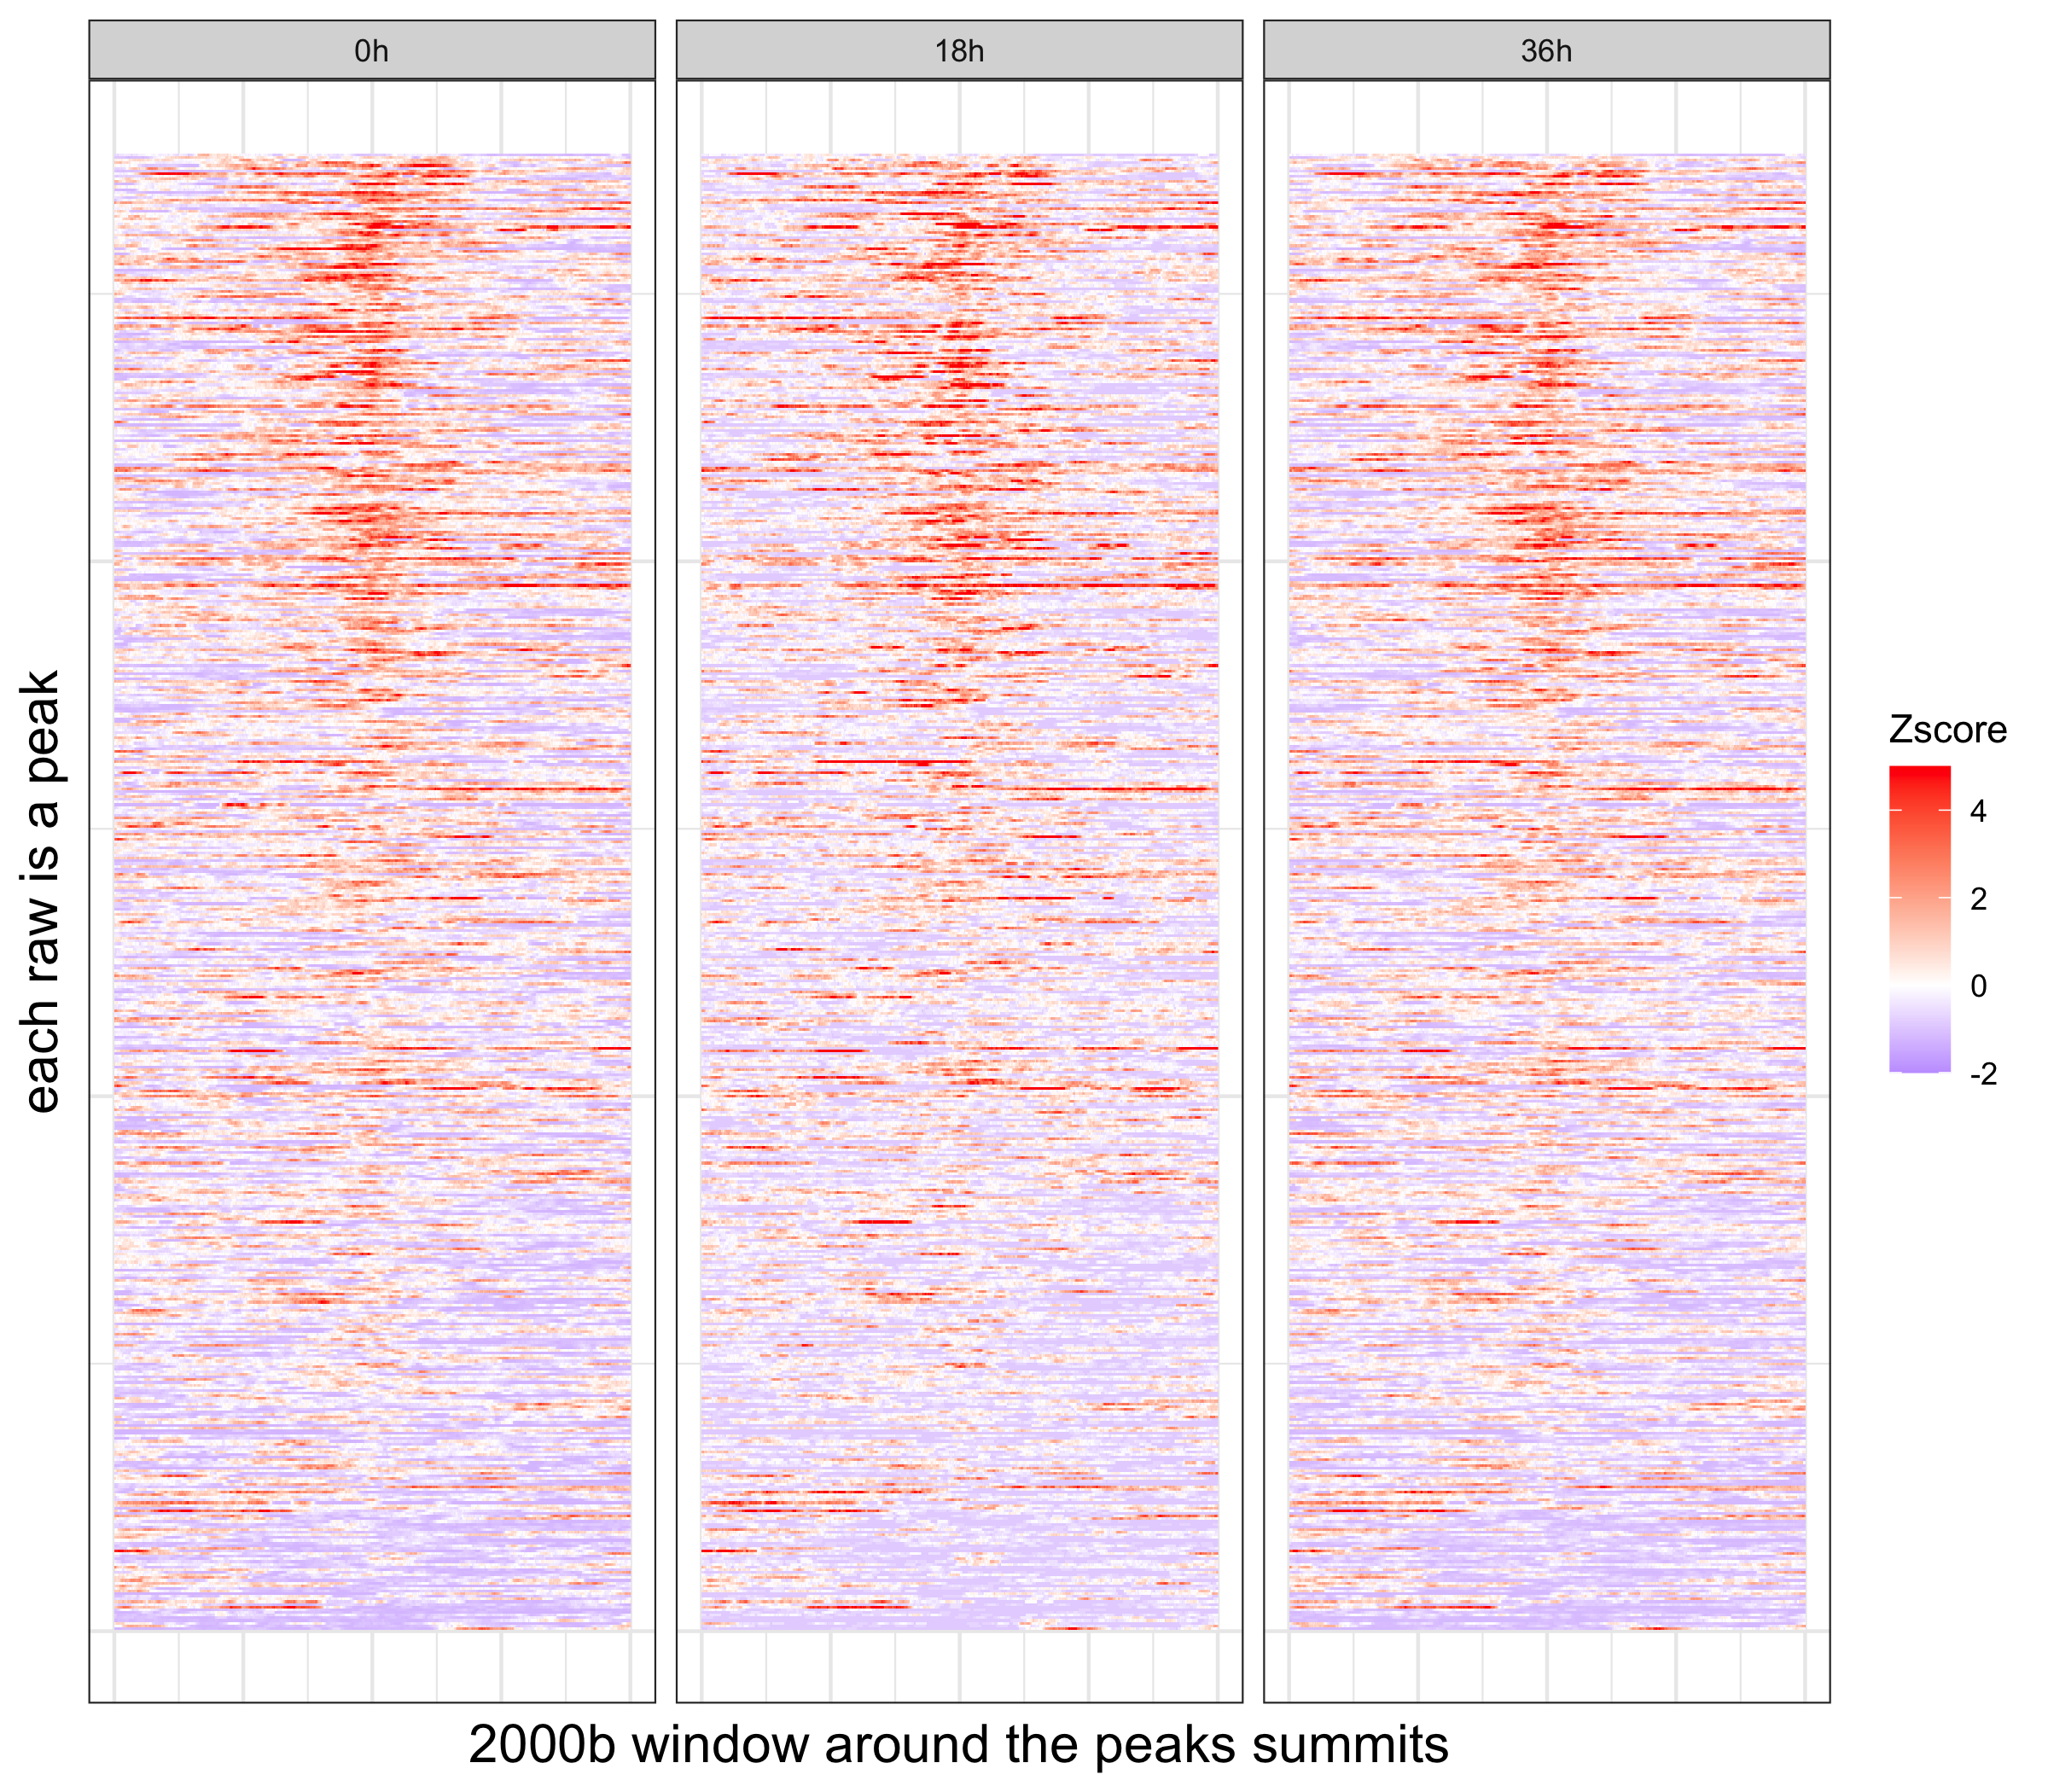 0h
18h
36h
each raw is a peak
Zscore
4
2
0
-2
2000b window around the peaks summits